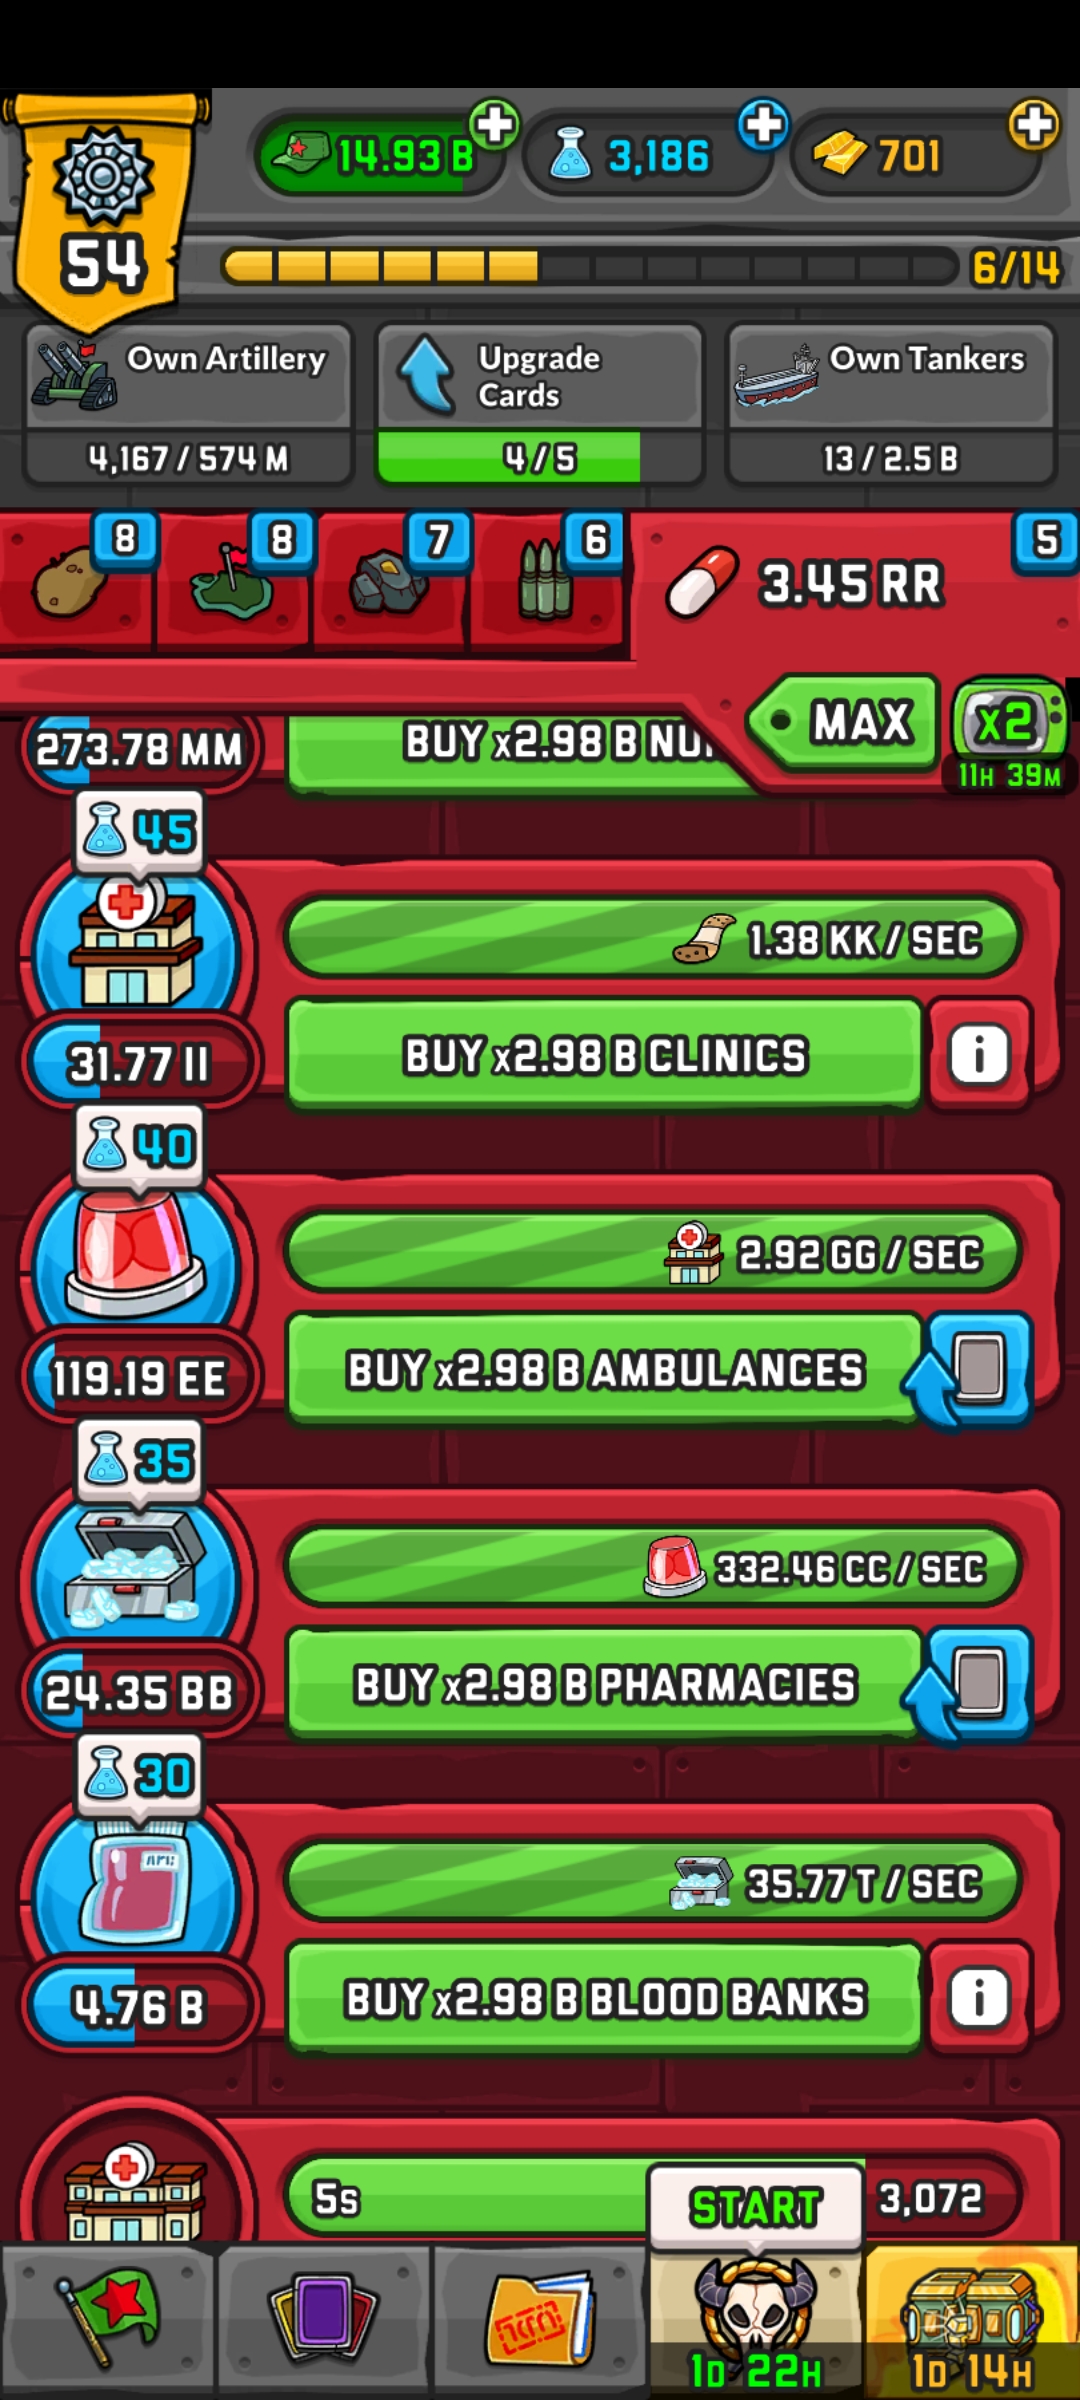 14.93 B
3,186
701
54
6/14
Own Artillery
4,167 / 574 M
Upgrade
Cards
4 / 5
Own Tankers
13 / 2.5 B
8
8
7
6
3.45 RR
5
MAX
x2
11H 39M
273.78 MM
BUY x2.98 B
45
1.38 KK / SEC
31.77 II
BUY x2.98 B CLINICS
i
40
2.92 GG / SEC
119.19 EE
BUY x2.98 B AMBULANCES
35
332.46 CC / SEC
24.35 BB
BUY x2.98 B PHARMACIES
30
35.77 T / SEC
4.76 B
BUY x2.98 B BLOOD BANKS
i
5S
3,072
START
1D 22H
1D 14H